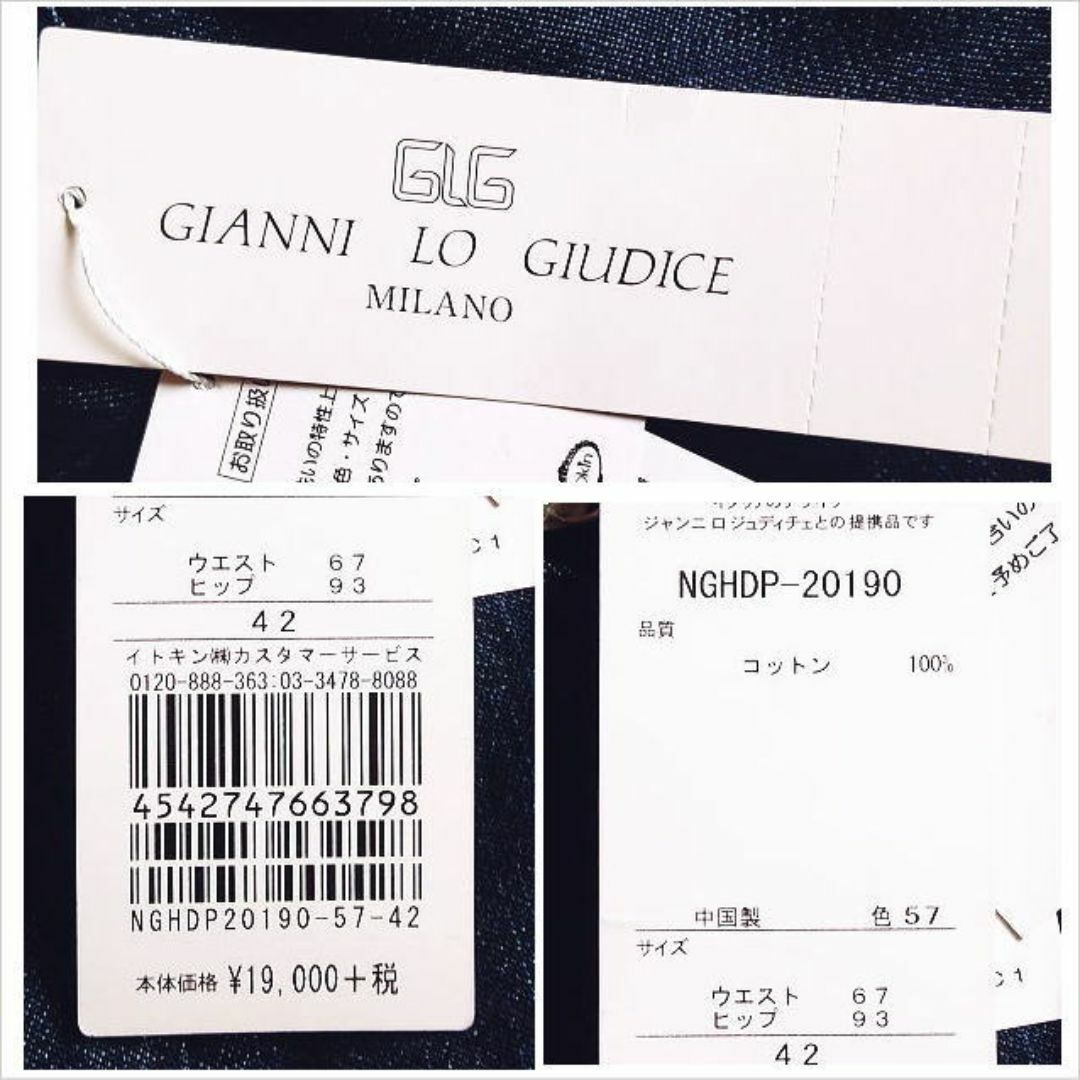 GLG
GIANNI LO GIUDICE
MILANO
お取り扱い
色・サイズ
サイズ
ウエスト 67
ヒップ 93
42
イトキン㈱カスタマーサービス
0120-888-363:03-3478-8088
4542747663798
NGHDP20190-57-42
本体価格 ¥19,000+税
ジャンニ ロ ジュディチェとの提携品です
NGHDP-20190
品質
コットン 100%
中国製 色 57
サイズ
ウエスト 67
ヒップ 93
42